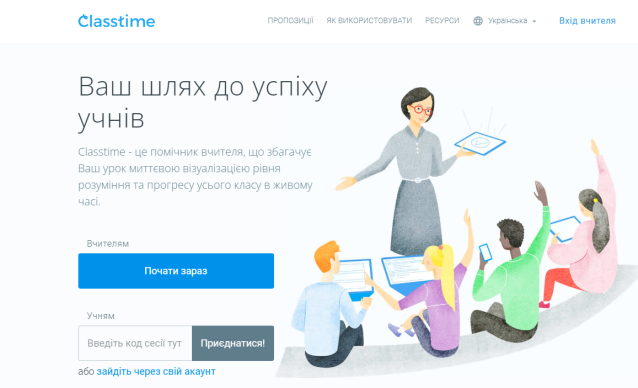 Classtime
ПРОПОЗИЦІЇ ЯК ВИКОРИСТОВУВАТИ РЕСУРСИ Українська Вхід вчителя
Ваш шлях до успіху
учнів
Classtime - це помічник вчителя, що збагачує
Ваш урок миттєвою візуалізацією рівня
розуміння та прогресу усього класу в живому
часі.
Вчителям
Почати зараз
Учням
Введіть код сесії тут Приєднатися!
або зайдіть через свій акаунт